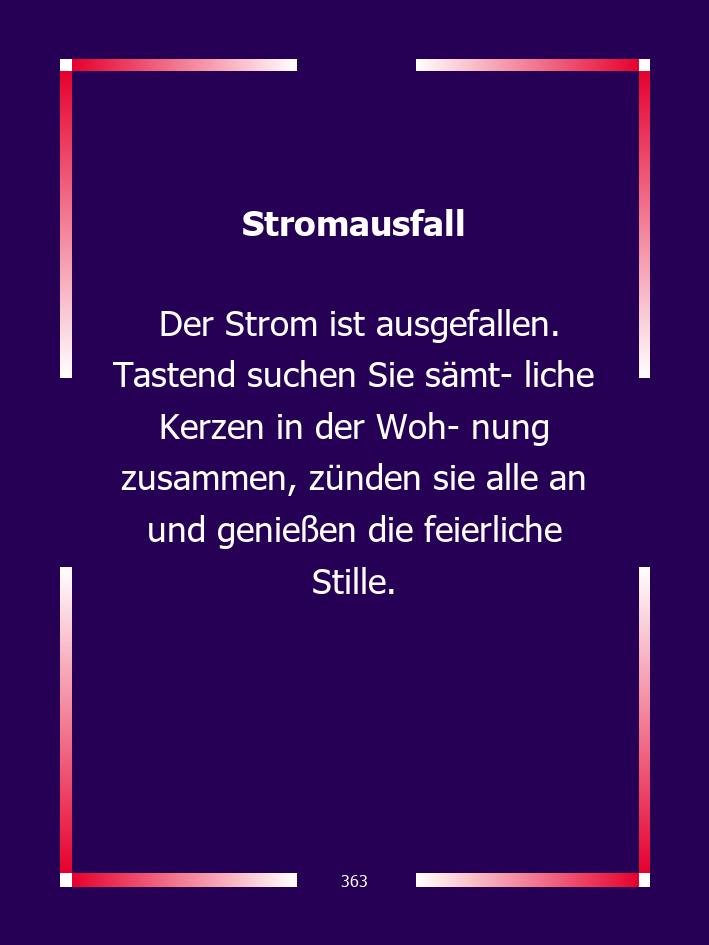 Stromausfall
Der Strom ist ausgefallen.
Tastend suchen Sie sämt- liche
Kerzen in der Woh- nung
zusammen, zünden sie alle an
und genießen die feierliche
Stille.
363